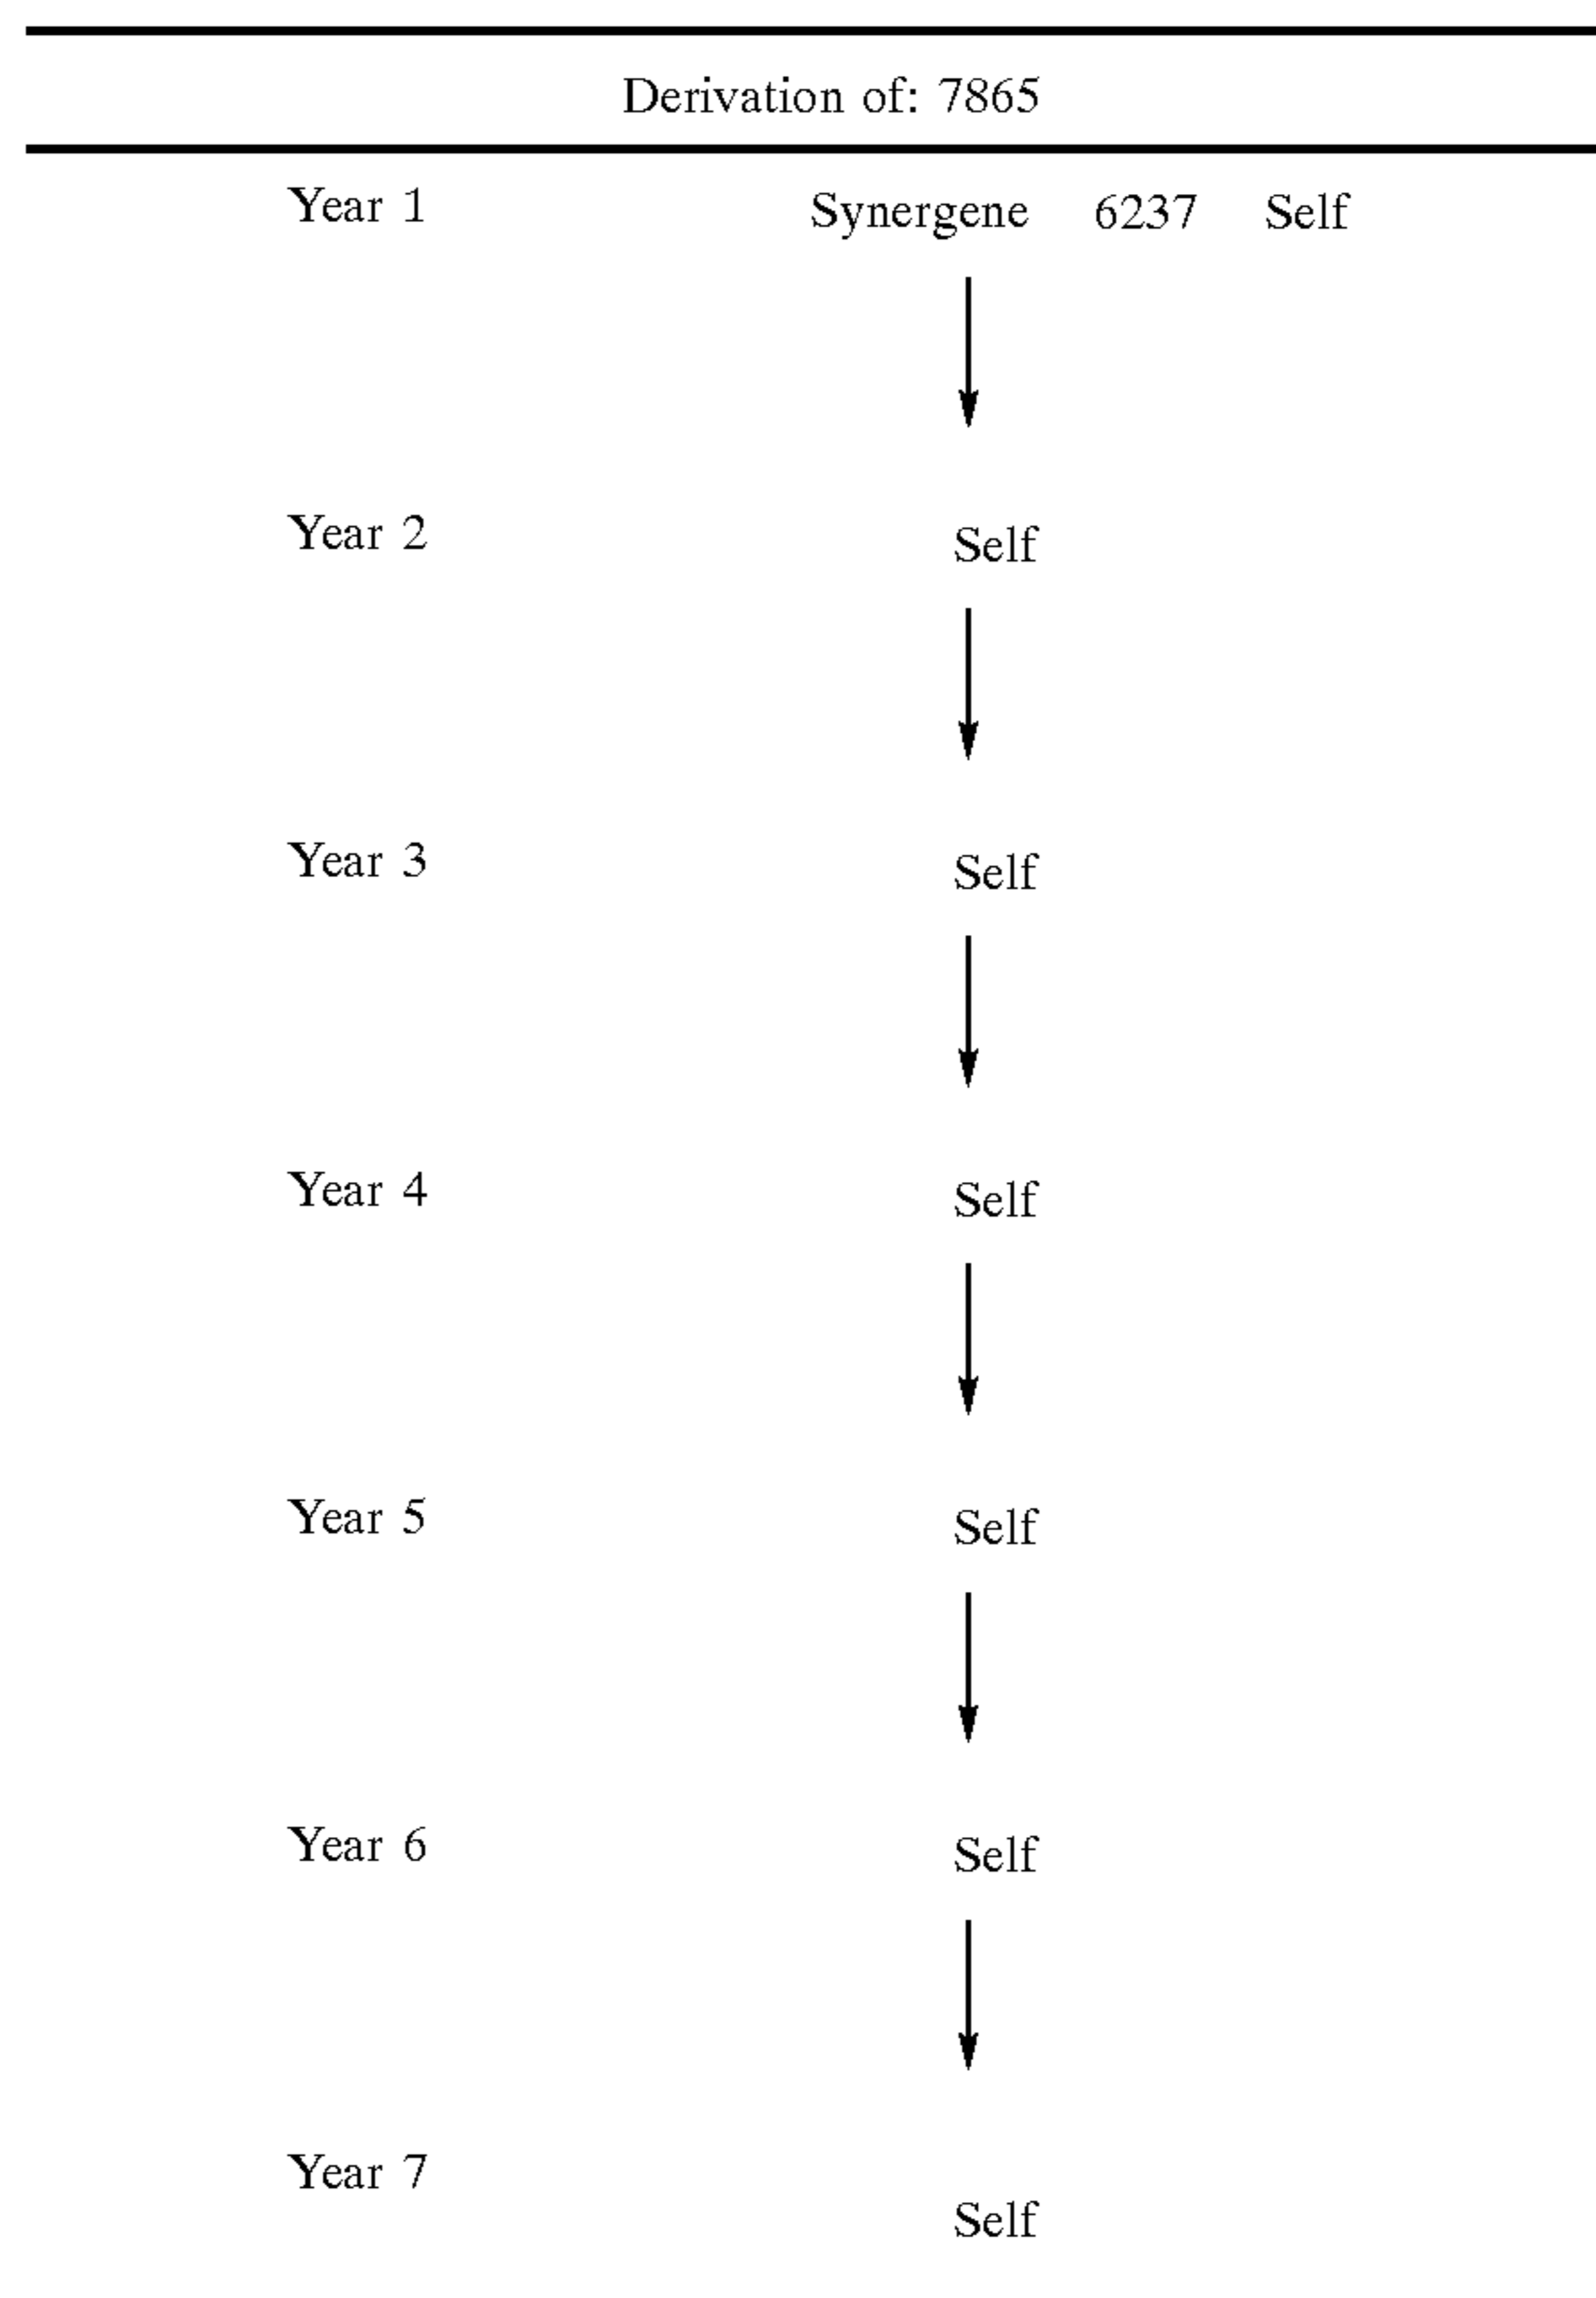 Derivation of: 7865
Year 1 Synergene 6237 Self
Year 2 Self
Year 3 Self
Year 4 Self
Year 5 Self
Year 6 Self
Year 7
Self